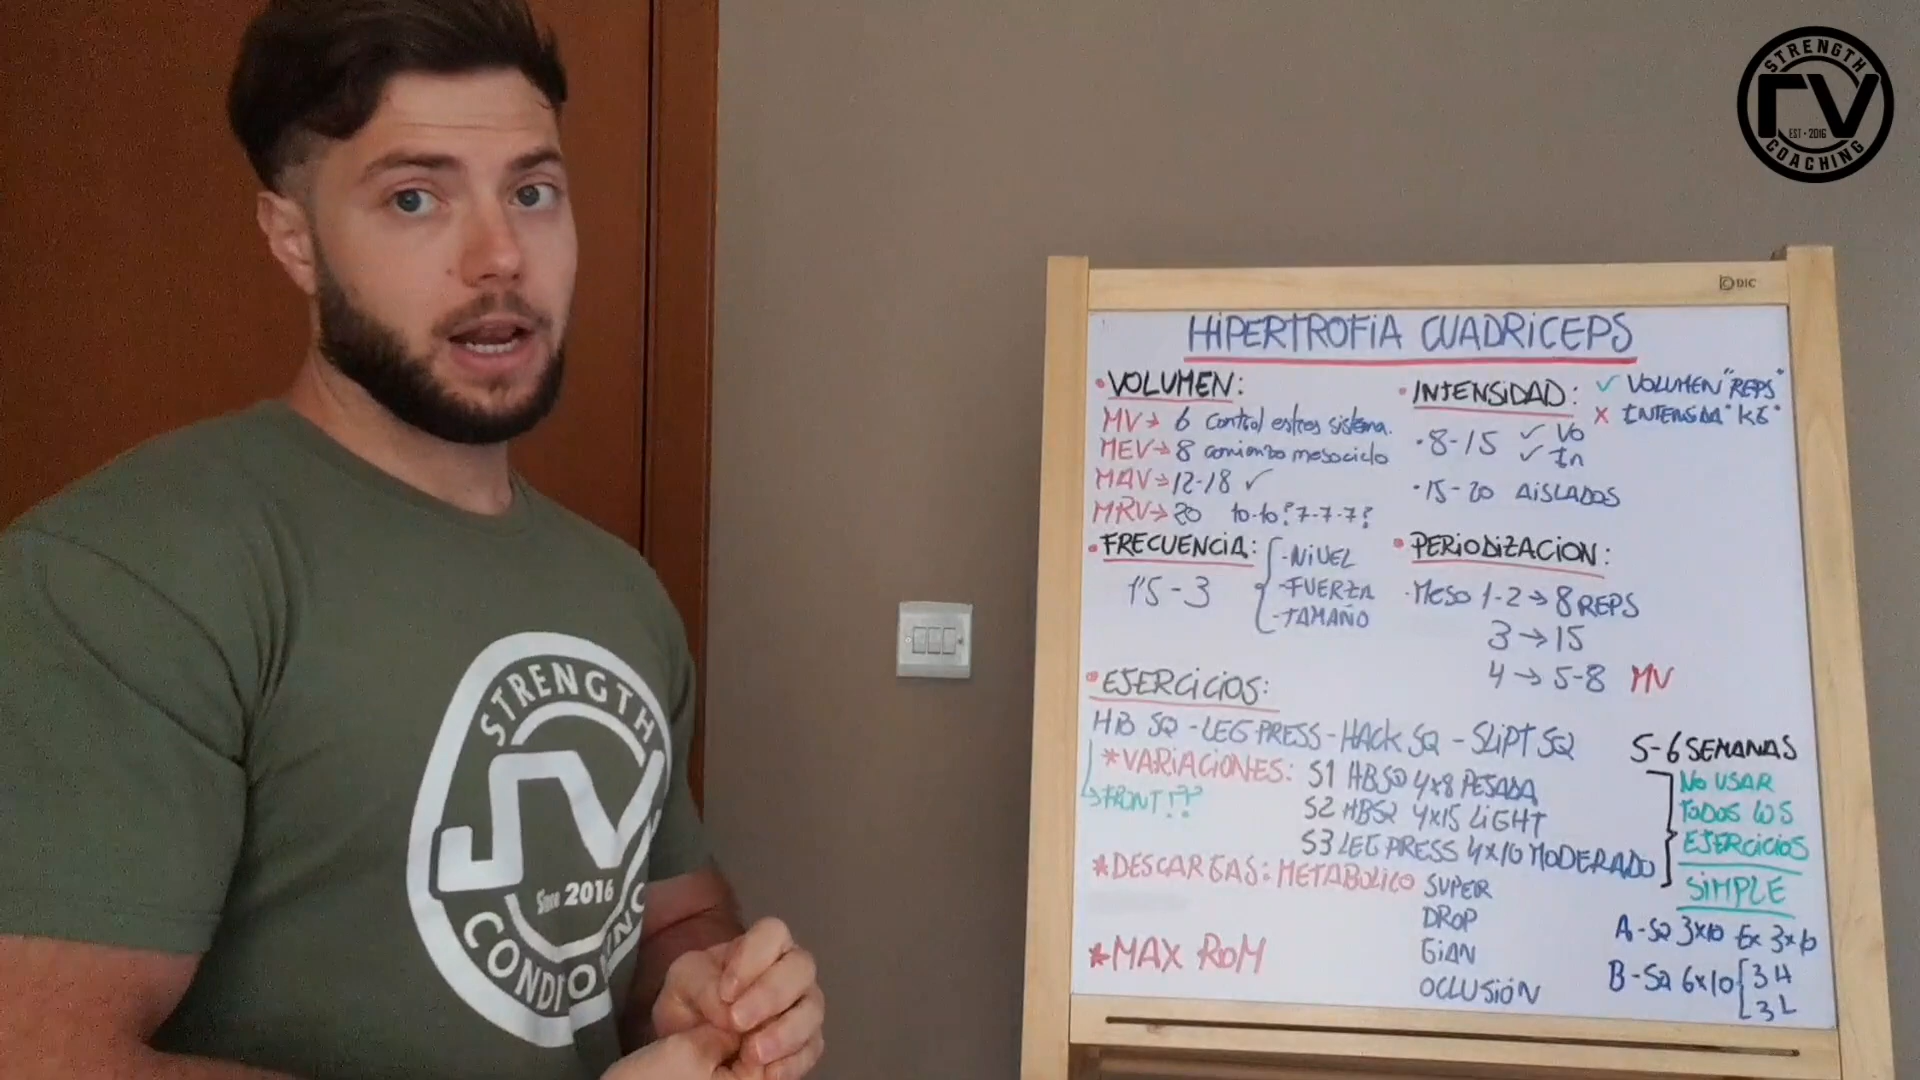 STRENGTH
rV
EST · 2016
COACHING
DIC
HIPERTROFIA CUADRICEPS
• VOLUMEN:
MV → 6 control estres sistema.
MEV → 8 comienzo mesociclo
MAV → 12-18 ✓
MRV → 20 10-10? 7-7-7?
• INTENSIDAD: ✓ VOLUMEN "REPS"
X INTENSIDA "KG"
· 8-15 ✓ Vo
✓ In
· 15-20 AISLADOS
• FRECUENCIA: { -NIVEL
1'5-3 -FUERZA
-TAMAÑO
• PERIODIZACION:
· Meso 1-2 → 8 REPS
3 → 15
4 → 5-8 MV
• EJERCICIOS:
HB SQ - LEG PRESS - HACK SQ - SLIPT SQ
→ FRONT!??
* VARIACIONES: S1 HBSQ 4x8 PESADA
S2 HBSQ 4x15 LIGHT
S3 LEG PRESS 4x10 MODERADO
5-6 SEMANAS
NO USAR
TODOS LOS
EJERCICIOS
SIMPLE
* DESCARGAS: METABOLICO SUPER
DROP
GIAN
OCLUSIÓN
* MAX ROM
A - SQ 3x10 Ex 3x10
B - SQ 6x10 [ 3 H
3 L
STRENGTH
Since 2016
CONDITIONING